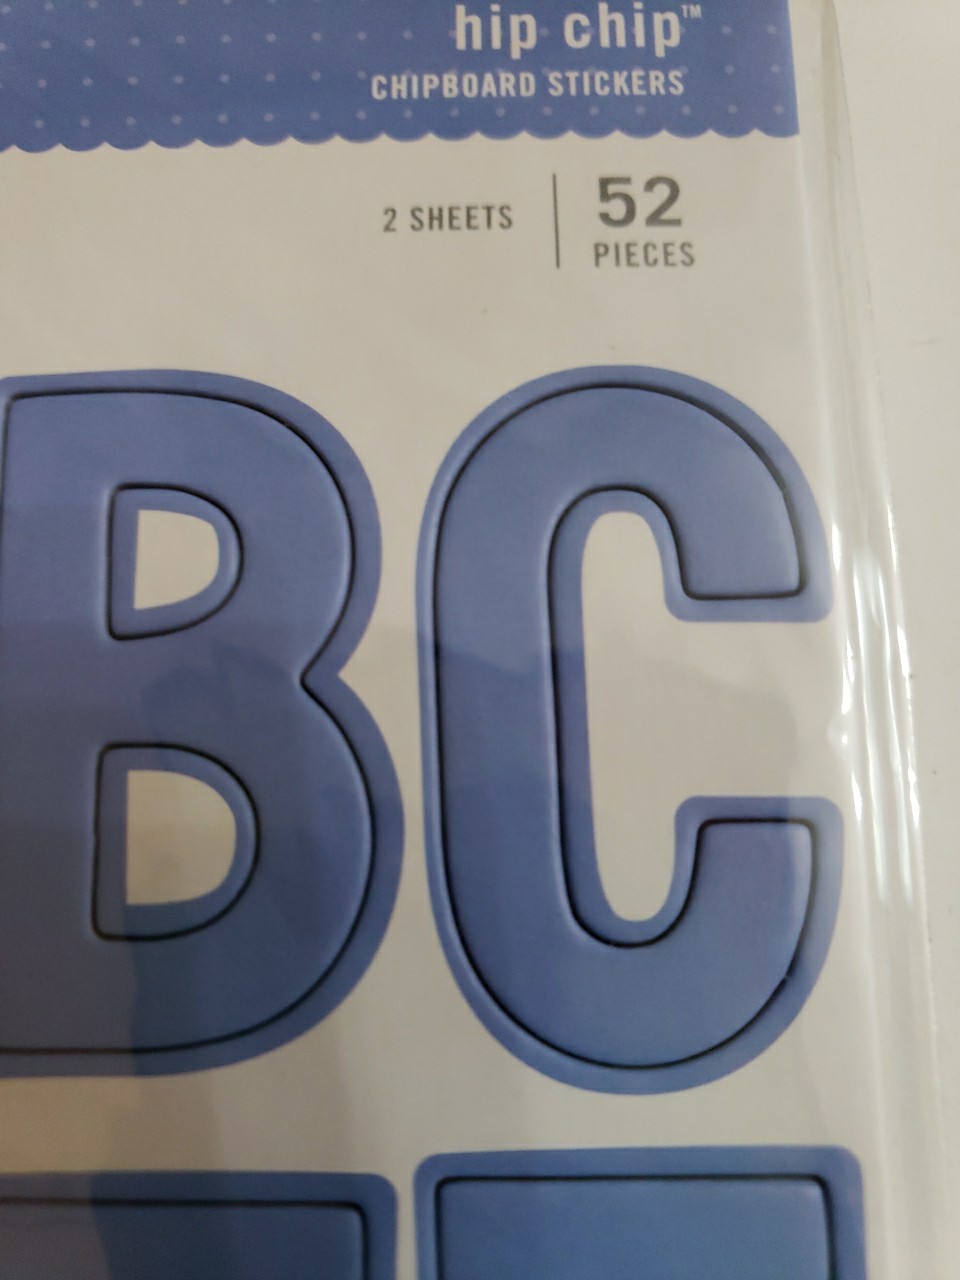 hip chip™
CHIPBOARD STICKERS
2 SHEETS
52
PIECES
BC